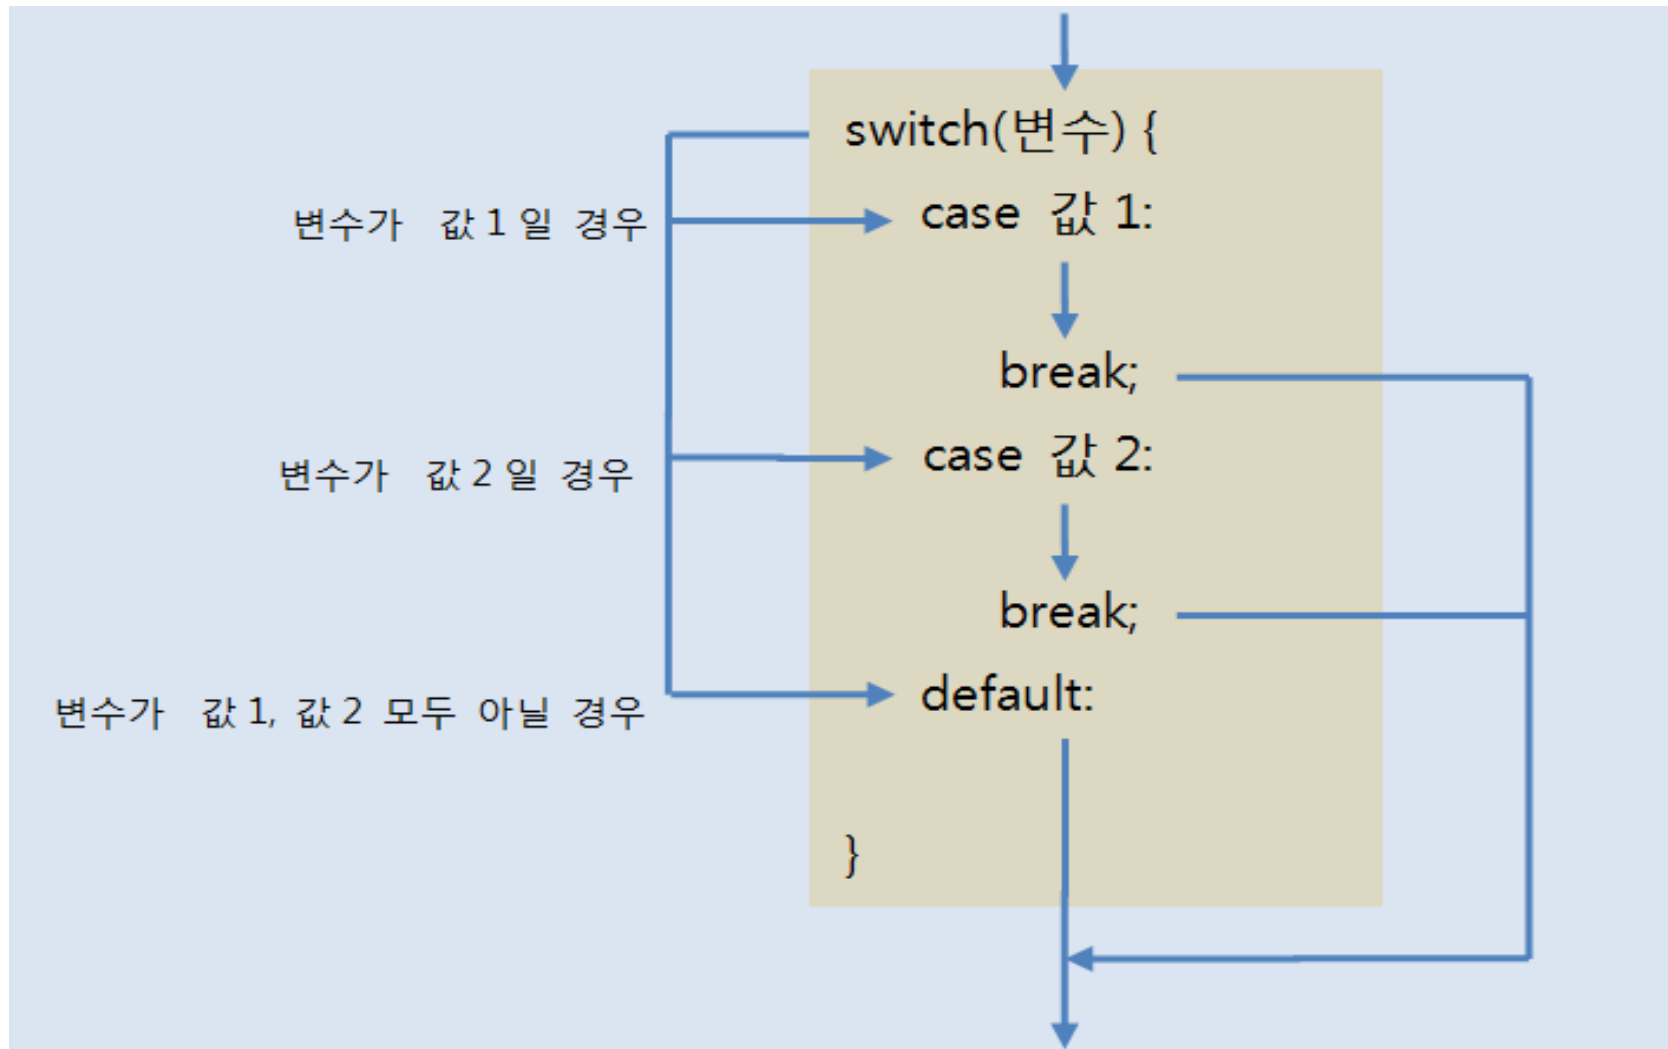 switch(변수) {
변수가 값 1 일 경우
case 값 1:
break;
변수가 값 2 일 경우
case 값 2:
break;
변수가 값 1, 값 2 모두 아닐 경우
default:
}